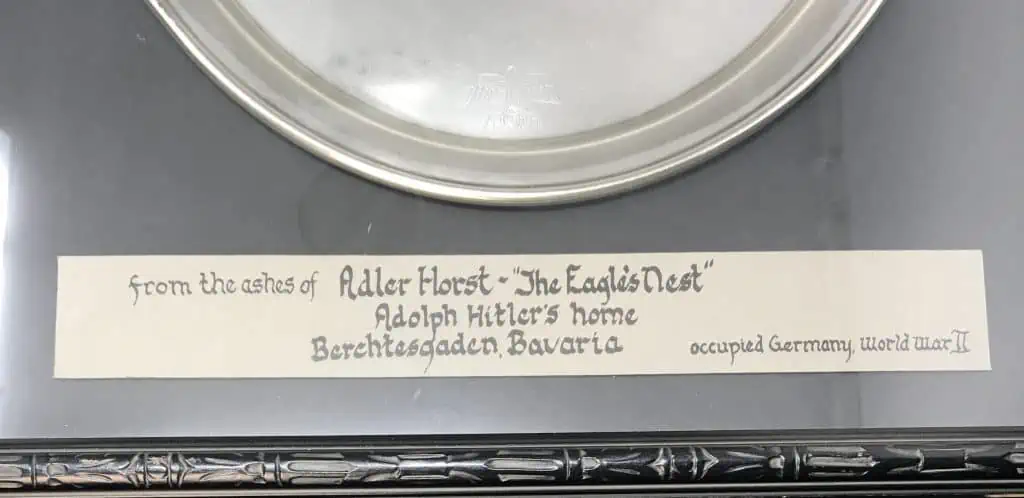 from the ashes of Adler Horst - "The Eagle's Nest"
Adolph Hitler's home
Berchtesgaden, Bavaria
occupied Germany, World War II